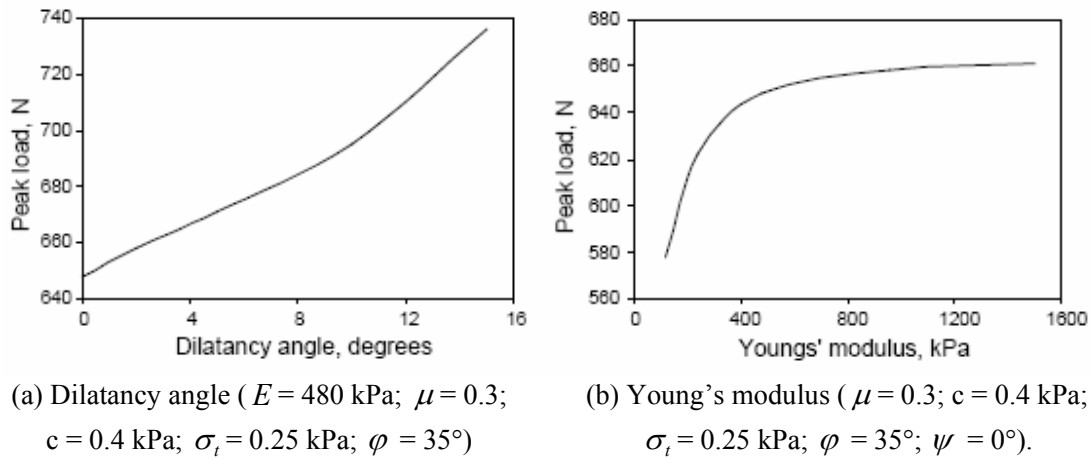 740
720
700
680
660
640
Peak load, N
0 4 8 12 16
Dilatancy angle, degrees
680
660
640
620
600
580
560
Peak load, N
0 400 800 1200 1600
Youngs' modulus, kPa
(a) Dilatancy angle ( E = 480 kPa; μ = 0.3;
c = 0.4 kPa; σt = 0.25 kPa; φ = 35°)
(b) Young’s modulus ( μ = 0.3; c = 0.4 kPa;
σt = 0.25 kPa; φ = 35°; ψ = 0°).